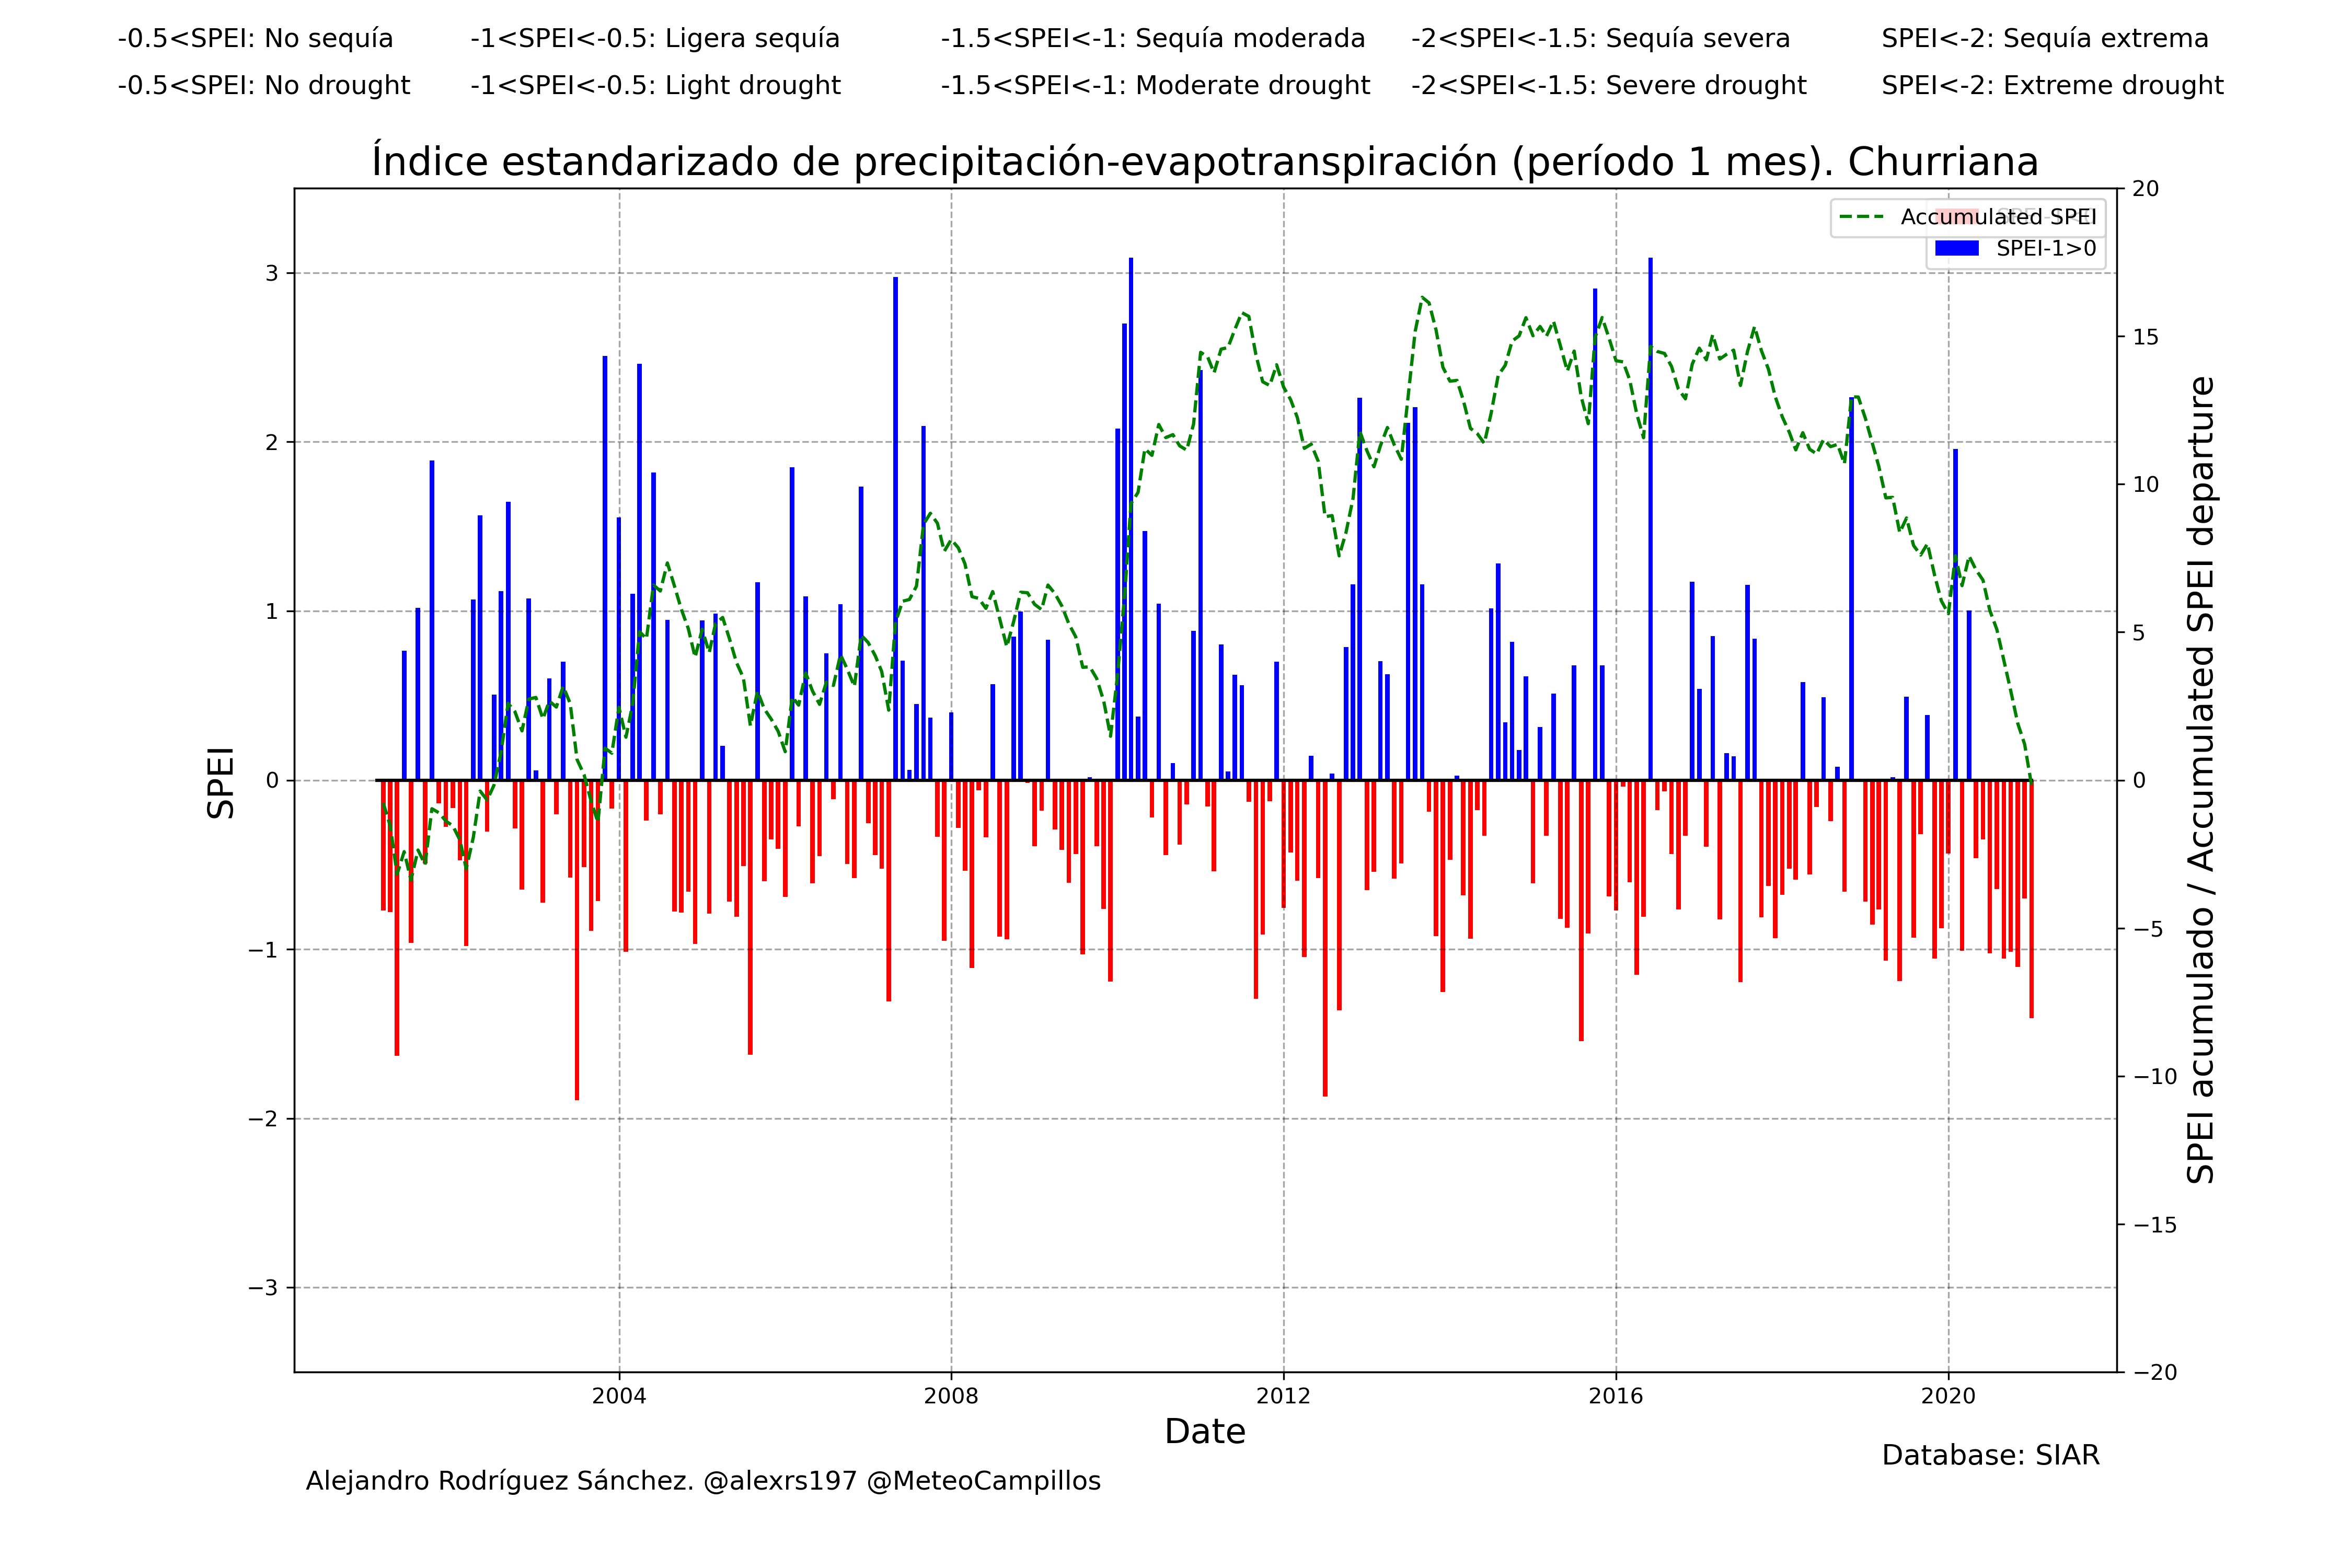 -0.5<SPEI: No sequía -1<SPEI<-0.5: Ligera sequía -1.5<SPEI<-1: Sequía moderada -2<SPEI<-1.5: Sequía severa SPEI<-2: Sequía extrema
-0.5<SPEI: No drought -1<SPEI<-0.5: Light drought -1.5<SPEI<-1: Moderate drought -2<SPEI<-1.5: Severe drought SPEI<-2: Extreme drought
Índice estandarizado de precipitación-evapotranspiración (período 1 mes). Churriana
Accumulated SPEI
SPEI-1>0
SPEI
3
2
1
0
−1
−2
−3
20
15
10
5
0
−5
−10
−15
−20
SPEI acumulado / Accumulated SPEI departure
2004 2008 2012 2016 2020
Date
Database: SIAR
Alejandro Rodríguez Sánchez. @alexrs197 @MeteoCampillos